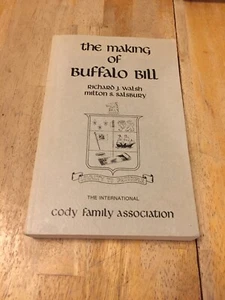 the making
of
Buffalo Bill
Richard J. Walsh
Milton S. Salsbury
THE INTERNATIONAL
cody family association